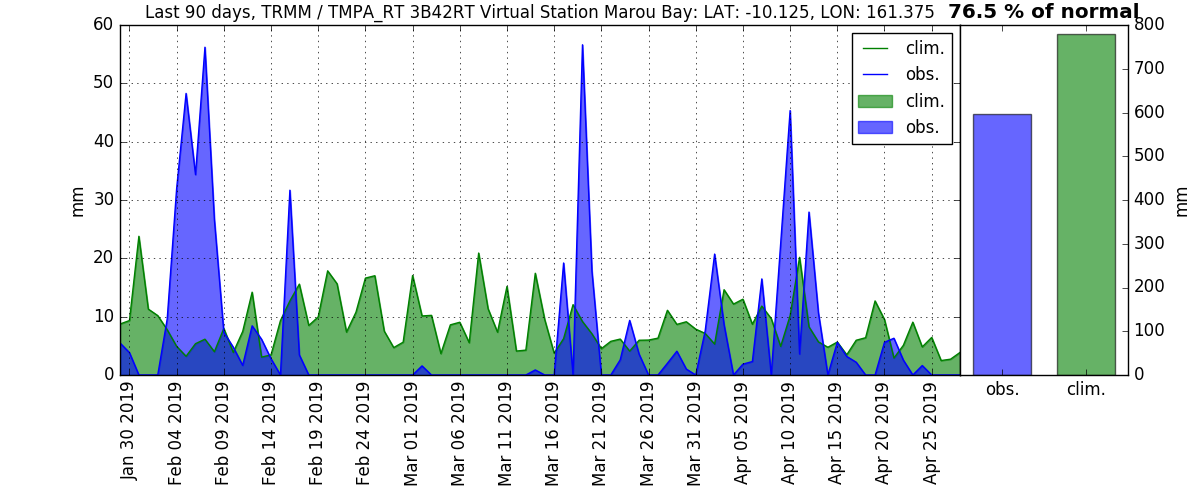 Last 90 days, TRMM / TMPA_RT 3B42RT Virtual Station Marou Bay: LAT: -10.125, LON: 161.375
76.5 % of normal
60
50
40
30
20
10
0
mm
clim.
obs.
clim.
obs.
Jan 30 2019
Feb 04 2019
Feb 09 2019
Feb 14 2019
Feb 19 2019
Feb 24 2019
Mar 01 2019
Mar 06 2019
Mar 11 2019
Mar 16 2019
Mar 21 2019
Mar 26 2019
Mar 31 2019
Apr 05 2019
Apr 10 2019
Apr 15 2019
Apr 20 2019
Apr 25 2019
obs.
clim.
800
700
600
500
400
300
200
100
0
mm